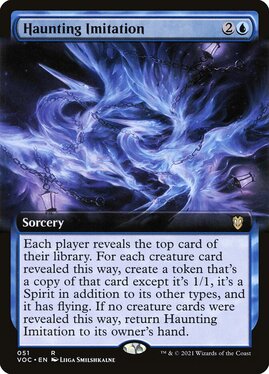 Haunting Imitation 2
Sorcery
Each player reveals the top card of
their library. For each creature card
revealed this way, create a token that's
a copy of that card except it's 1/1, it's a
Spirit in addition to its other types, and
it has flying. If no creature cards were
revealed this way, return Haunting
Imitation to its owner's hand.
051 R
VOC • EN LIIGA SMILSHKALNE
™ & © 2021 Wizards of the Coast